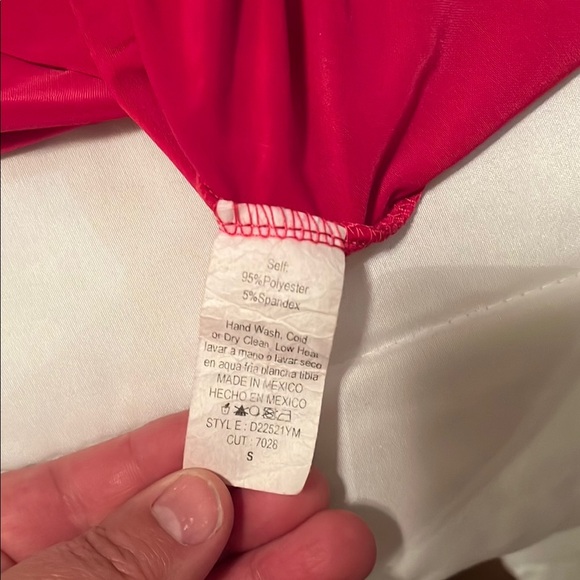 Self:
95%Polyester
5%Spandex
Hand Wash, Cold
or Dry Clean, Low Heat
lavar a mano o lavar seco
en aqua fria plancha tibia
MADE IN MEXICO
HECHO EN MEXICO
STYLE : D22521YM
CUT : 7026
S